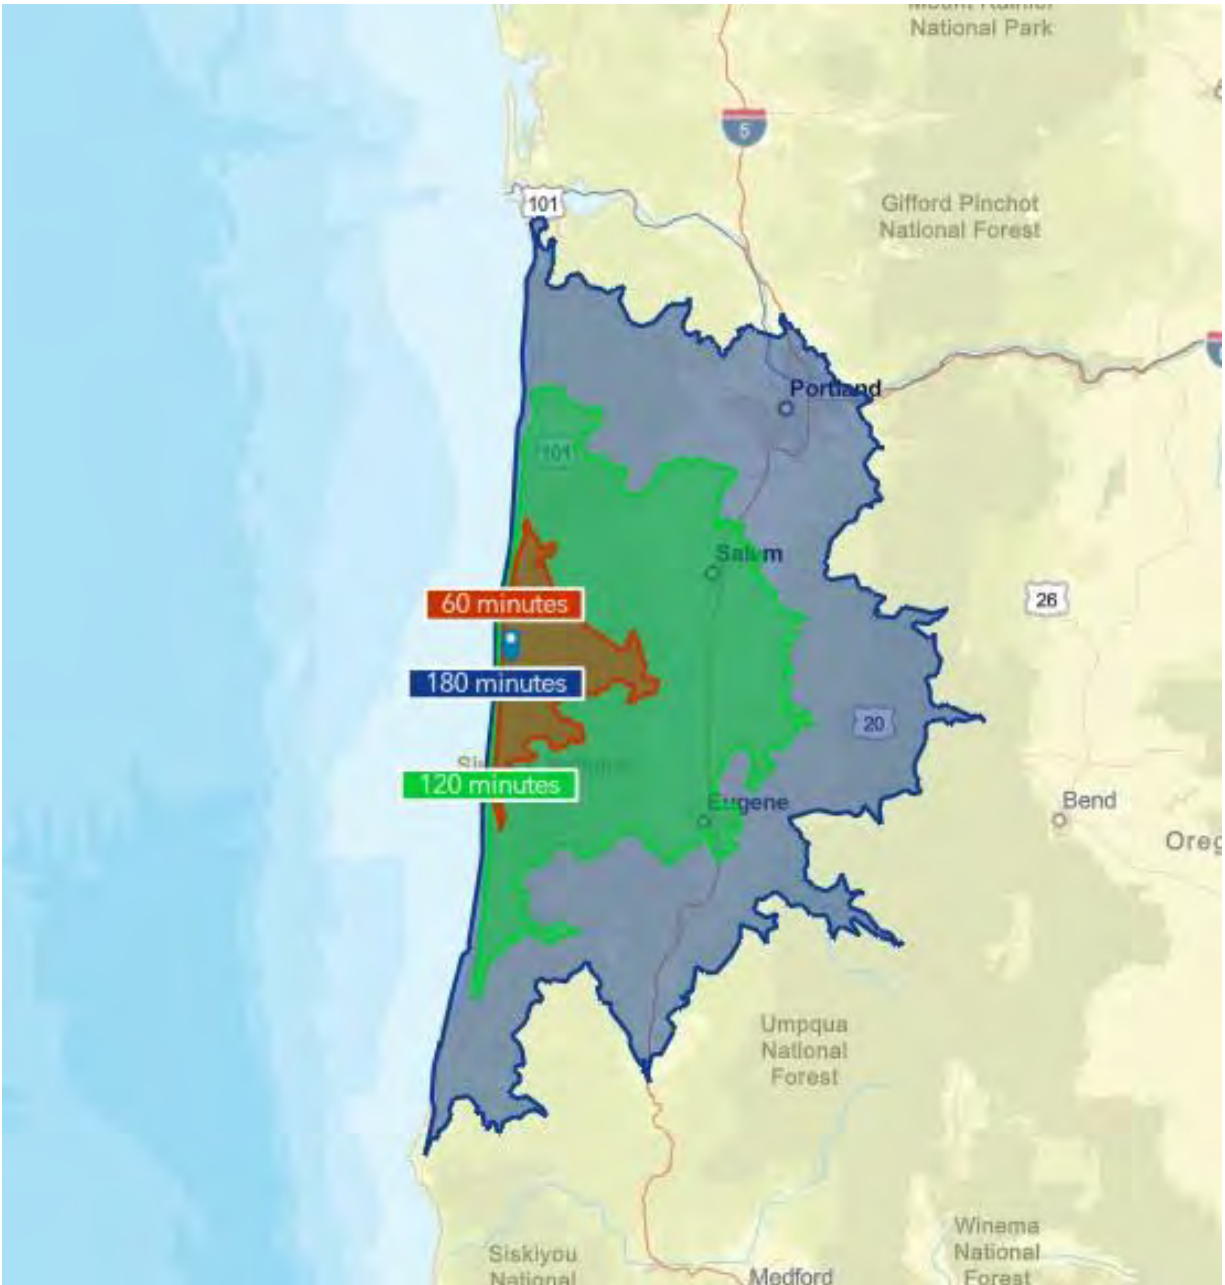 National Park
5
101
Gifford Pinchot
National Forest
Portland
101
Salem
60 minutes
26
180 minutes
20
120 minutes
Eugene
Bend
Oreg
Umpqua
National
Forest
Winema
National
Forest
Siskiyou
National
Medford